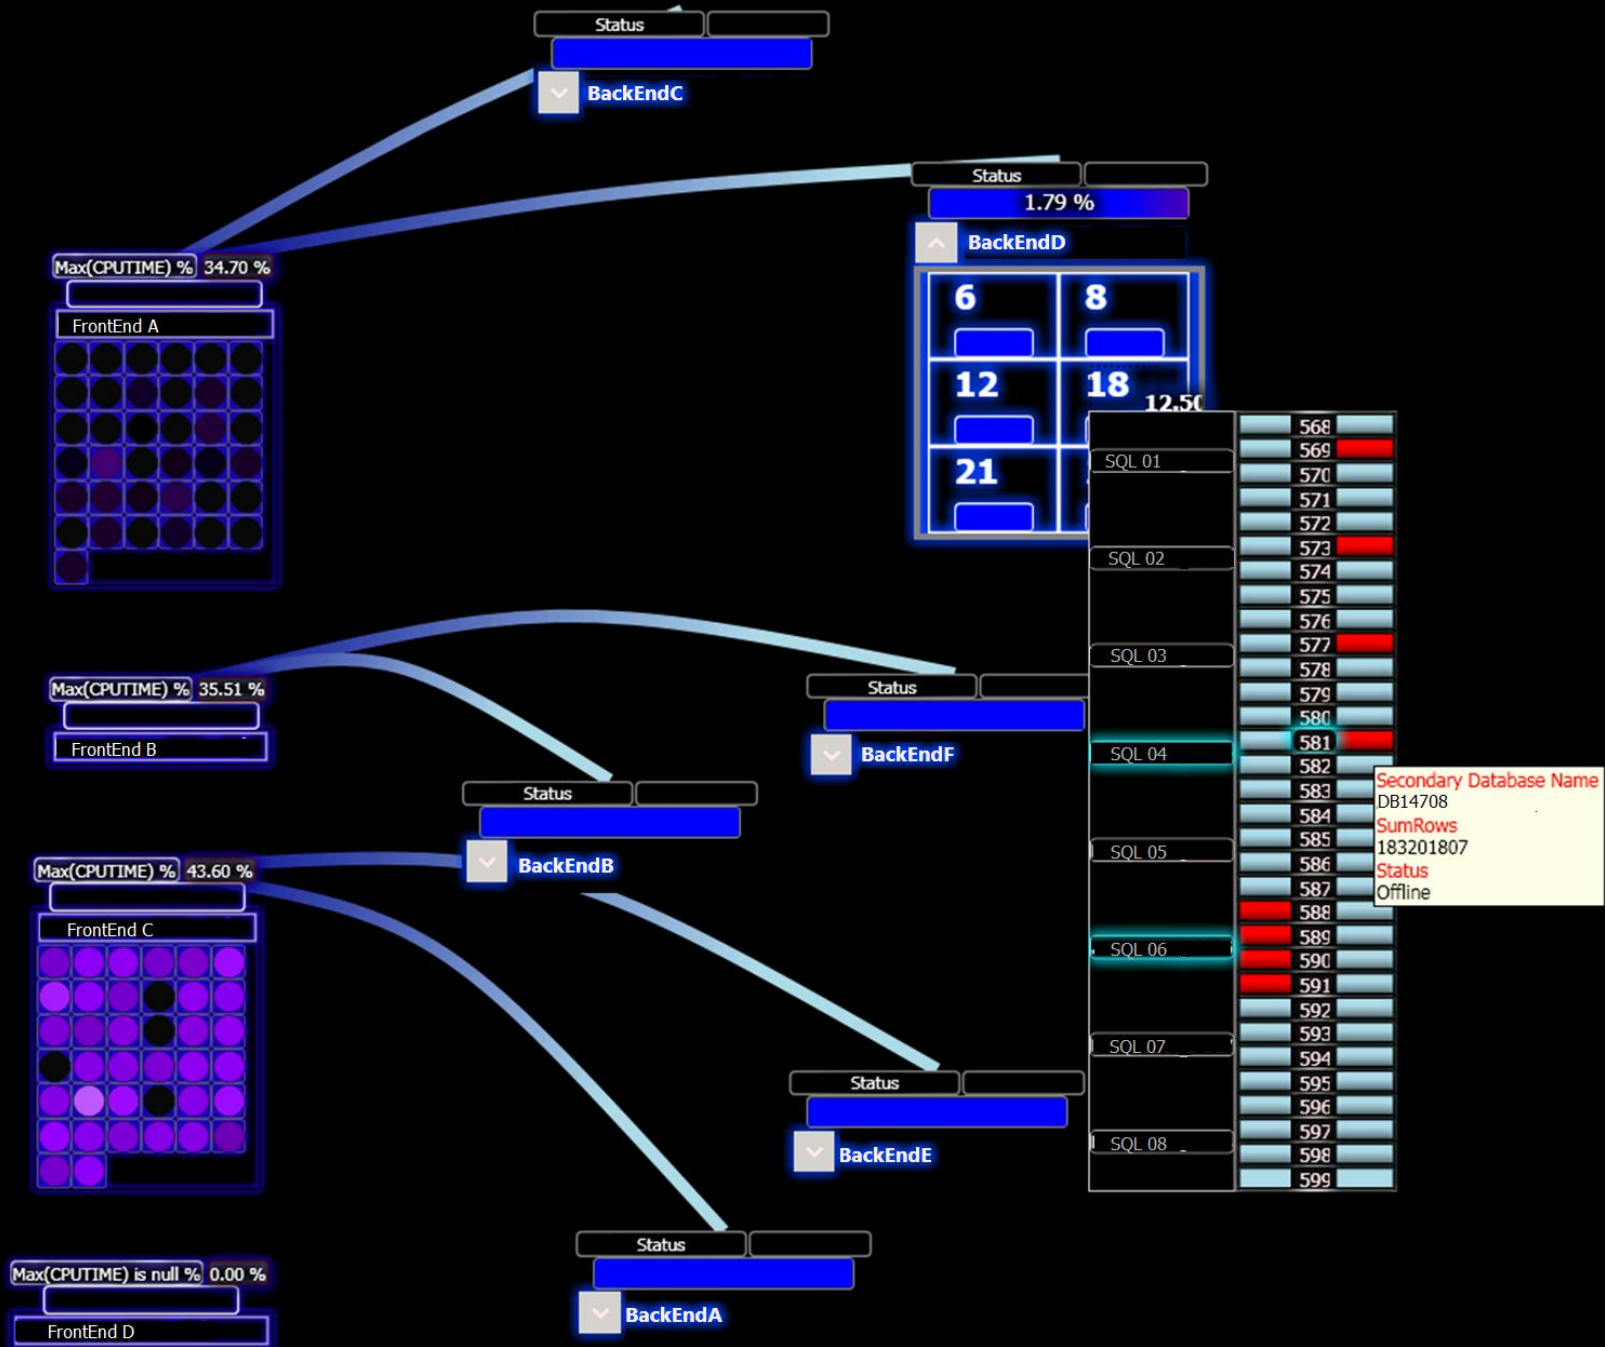 Status
BackEndC
Status
1.79 %
BackEndD
Max(CPUTIME) % 34.70 %
FrontEnd A
6 8
12 18
12.50
21
SQL 01
SQL 02
SQL 03
SQL 04
SQL 05
SQL 06
SQL 07
SQL 08
568
569
570
571
572
573
574
575
576
577
578
579
580
581
582
583
584
585
586
587
588
589
590
591
592
593
594
595
596
597
598
599
Secondary Database Name
DB14708
SumRows
183201807
Status
Offline
Max(CPUTIME) % 35.51 %
FrontEnd B
Status
BackEndF
Status
BackEndB
Max(CPUTIME) % 43.60 %
FrontEnd C
Status
BackEndE
Status
BackEndA
Max(CPUTIME) is null % 0.00 %
FrontEnd D